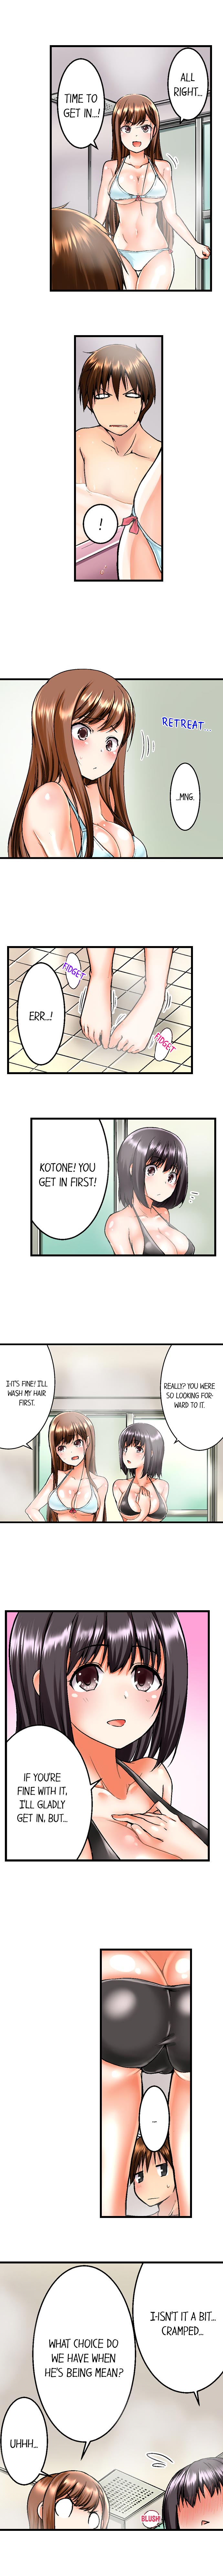 ALL
RIGHT...
TIME TO
GET IN...!
!
RETREAT...
...MNG.
FIDGET
ERR...!
FIDGET
KOTONE! YOU
GET IN FIRST!
REALLY? YOU WERE
SO LOOKING FOR-
WARD TO IT.
I-IT'S FINE! I'LL
WASH MY HAIR
FIRST.
IF YOU'RE
FINE WITH IT,
I'LL GLADLY
GET IN, BUT...
...
I-ISN'T IT A BIT...
CRAMPED...
WHAT CHOICE DO
WE HAVE WHEN
HE'S BEING MEAN?
UHHH...
BLUSH